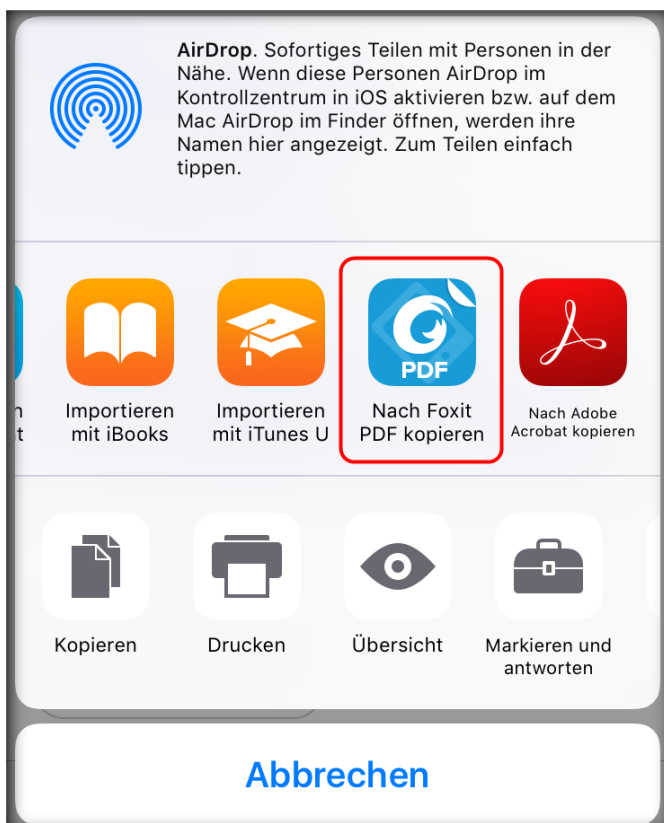 AirDrop. Sofortiges Teilen mit Personen in der
Nähe. Wenn diese Personen AirDrop im
Kontrollzentrum in iOS aktivieren bzw. auf dem
Mac AirDrop im Finder öffnen, werden ihre
Namen hier angezeigt. Zum Teilen einfach
tippen.
n
t
Importieren
mit iBooks
Importieren
mit iTunes U
PDF
Nach Foxit
PDF kopieren
Nach Adobe
Acrobat kopieren
Kopieren
Drucken
Übersicht
Markieren und
antworten
Abbrechen